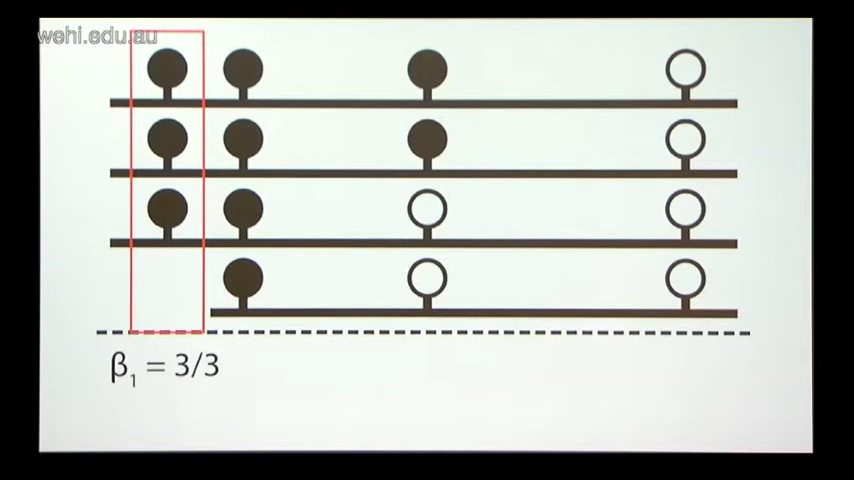 wehi.edu.au
β₁ = 3/3